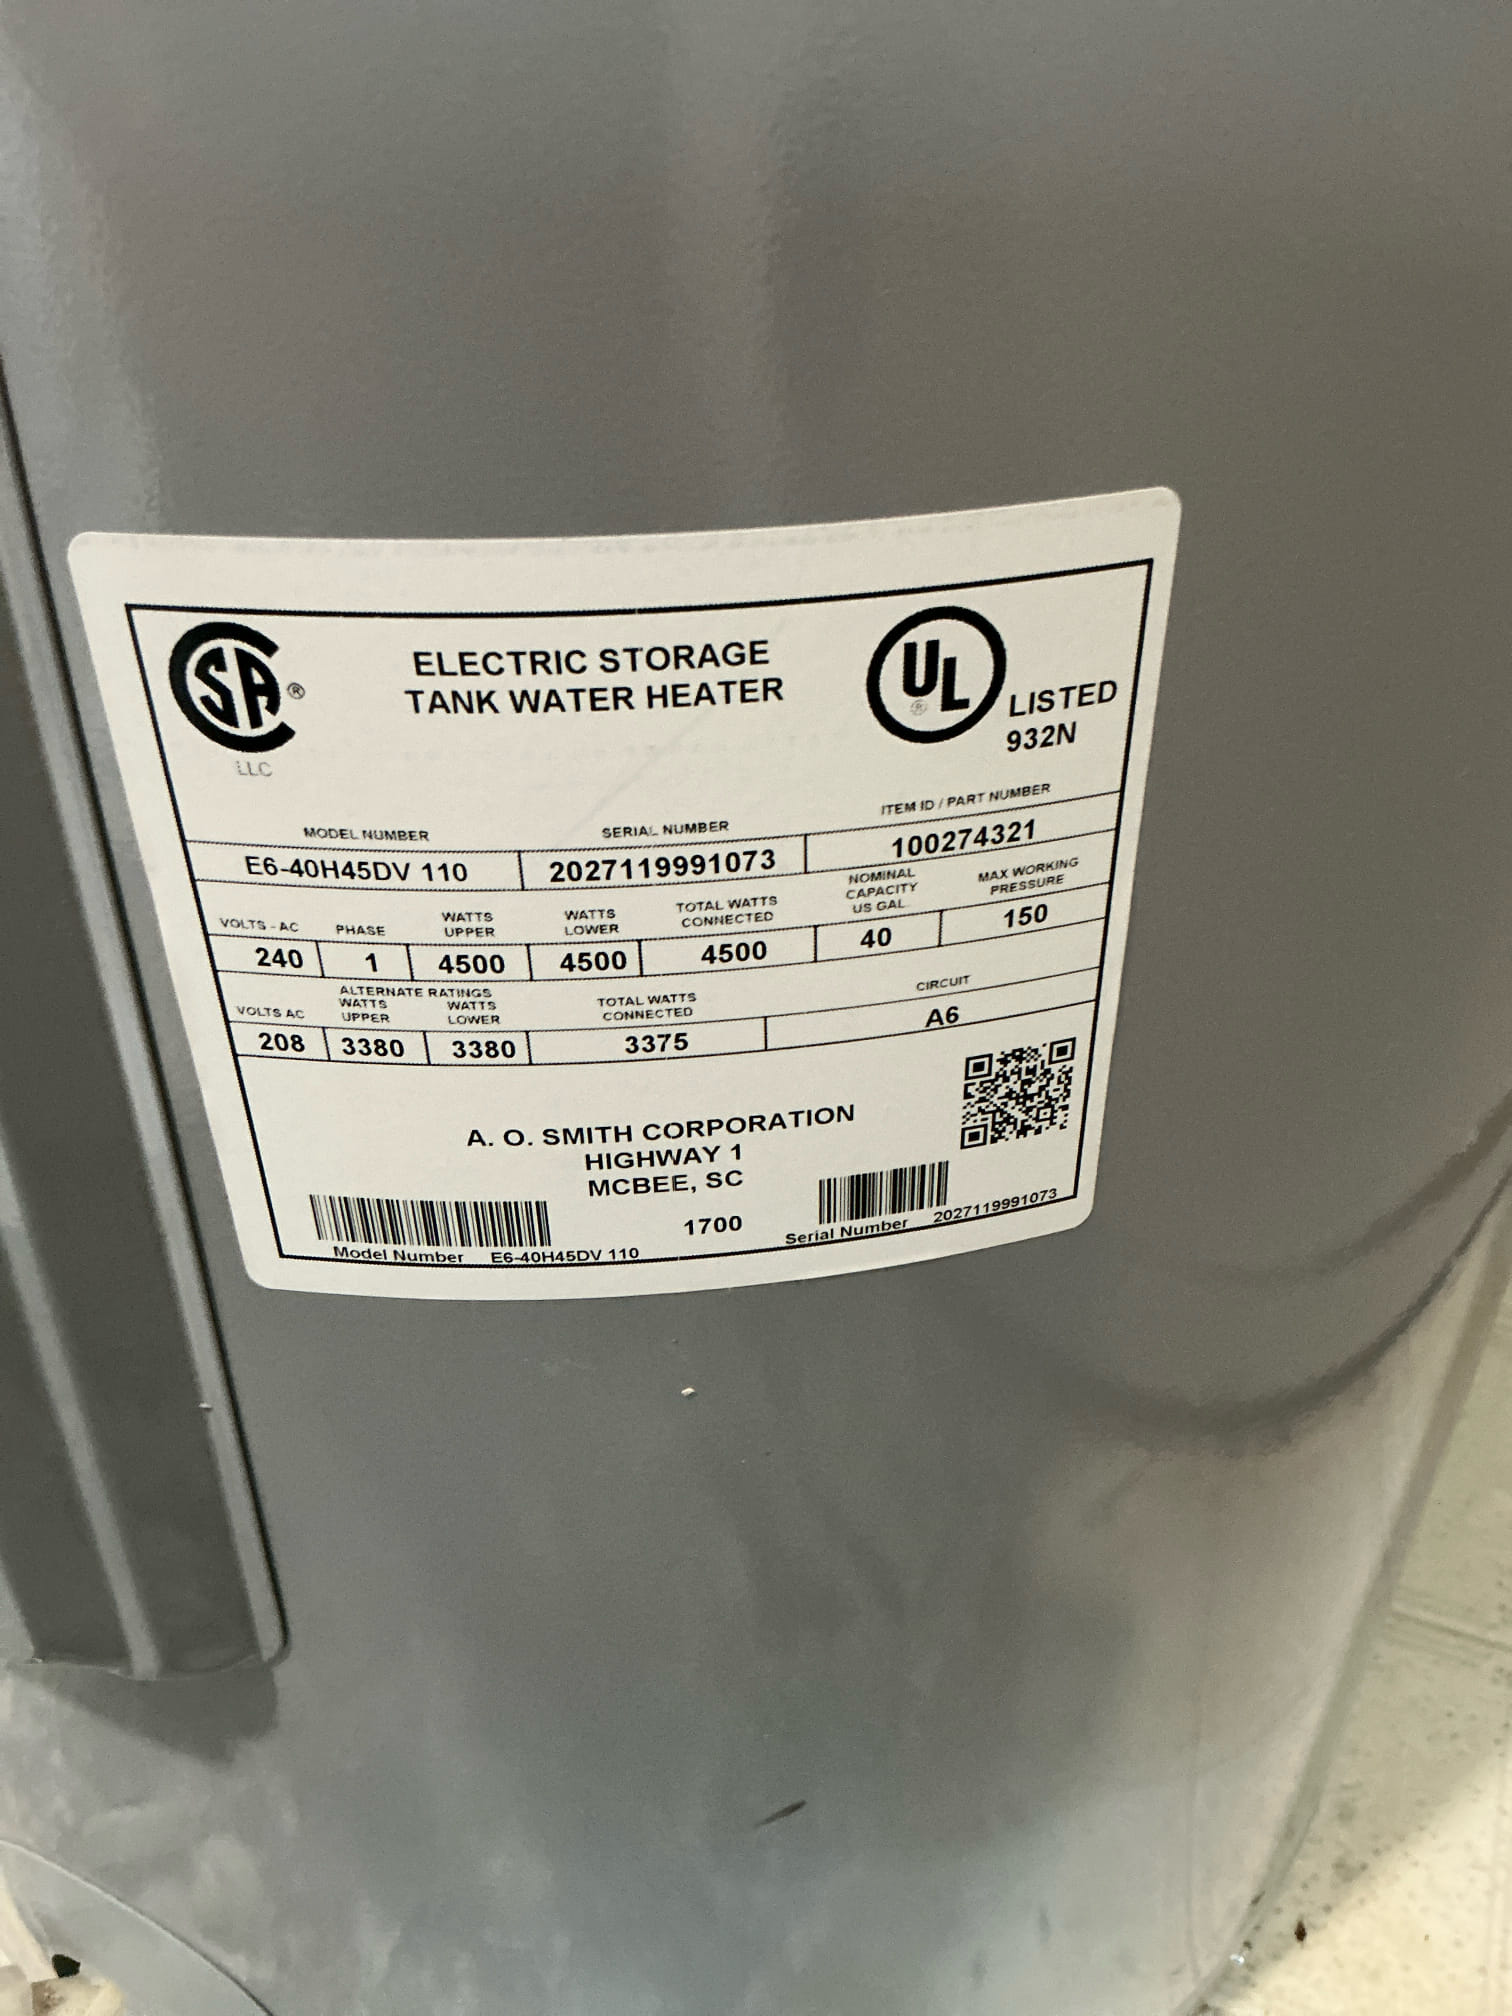 SA ®
LLC
ELECTRIC STORAGE
TANK WATER HEATER
UL ®
LISTED
932N
MODEL NUMBER SERIAL NUMBER ITEM ID / PART NUMBER
E6-40H45DV 110 2027119991073 100274321
VOLTS - AC PHASE WATTS UPPER WATTS LOWER TOTAL WATTS CONNECTED NOMINAL CAPACITY US GAL MAX WORKING PRESSURE
240 1 4500 4500 4500 40 150
ALTERNATE RATINGS
VOLTS AC WATTS UPPER WATTS LOWER TOTAL WATTS CONNECTED CIRCUIT
208 3380 3380 3375 A6
A. O. SMITH CORPORATION
HIGHWAY 1
MCBEE, SC
1700
Model Number E6-40H45DV 110
Serial Number 2027119991073